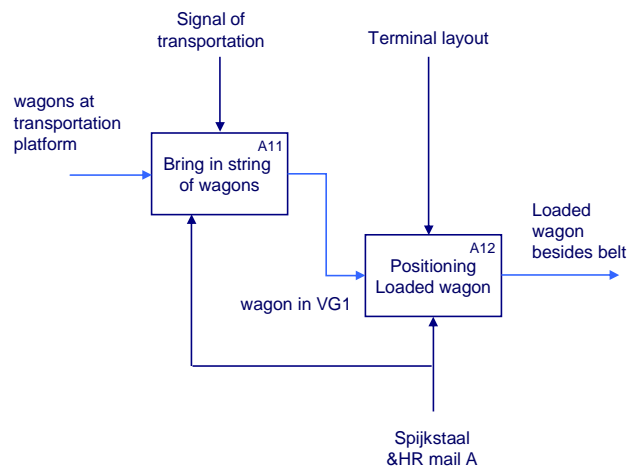 Signal of
transportation
Terminal layout
wagons at
transportation
platform
A11
Bring in string
of wagons
Loaded
wagon
besides belt
A12
Positioning
Loaded wagon
wagon in VG1
Spijkstaal
&HR mail A